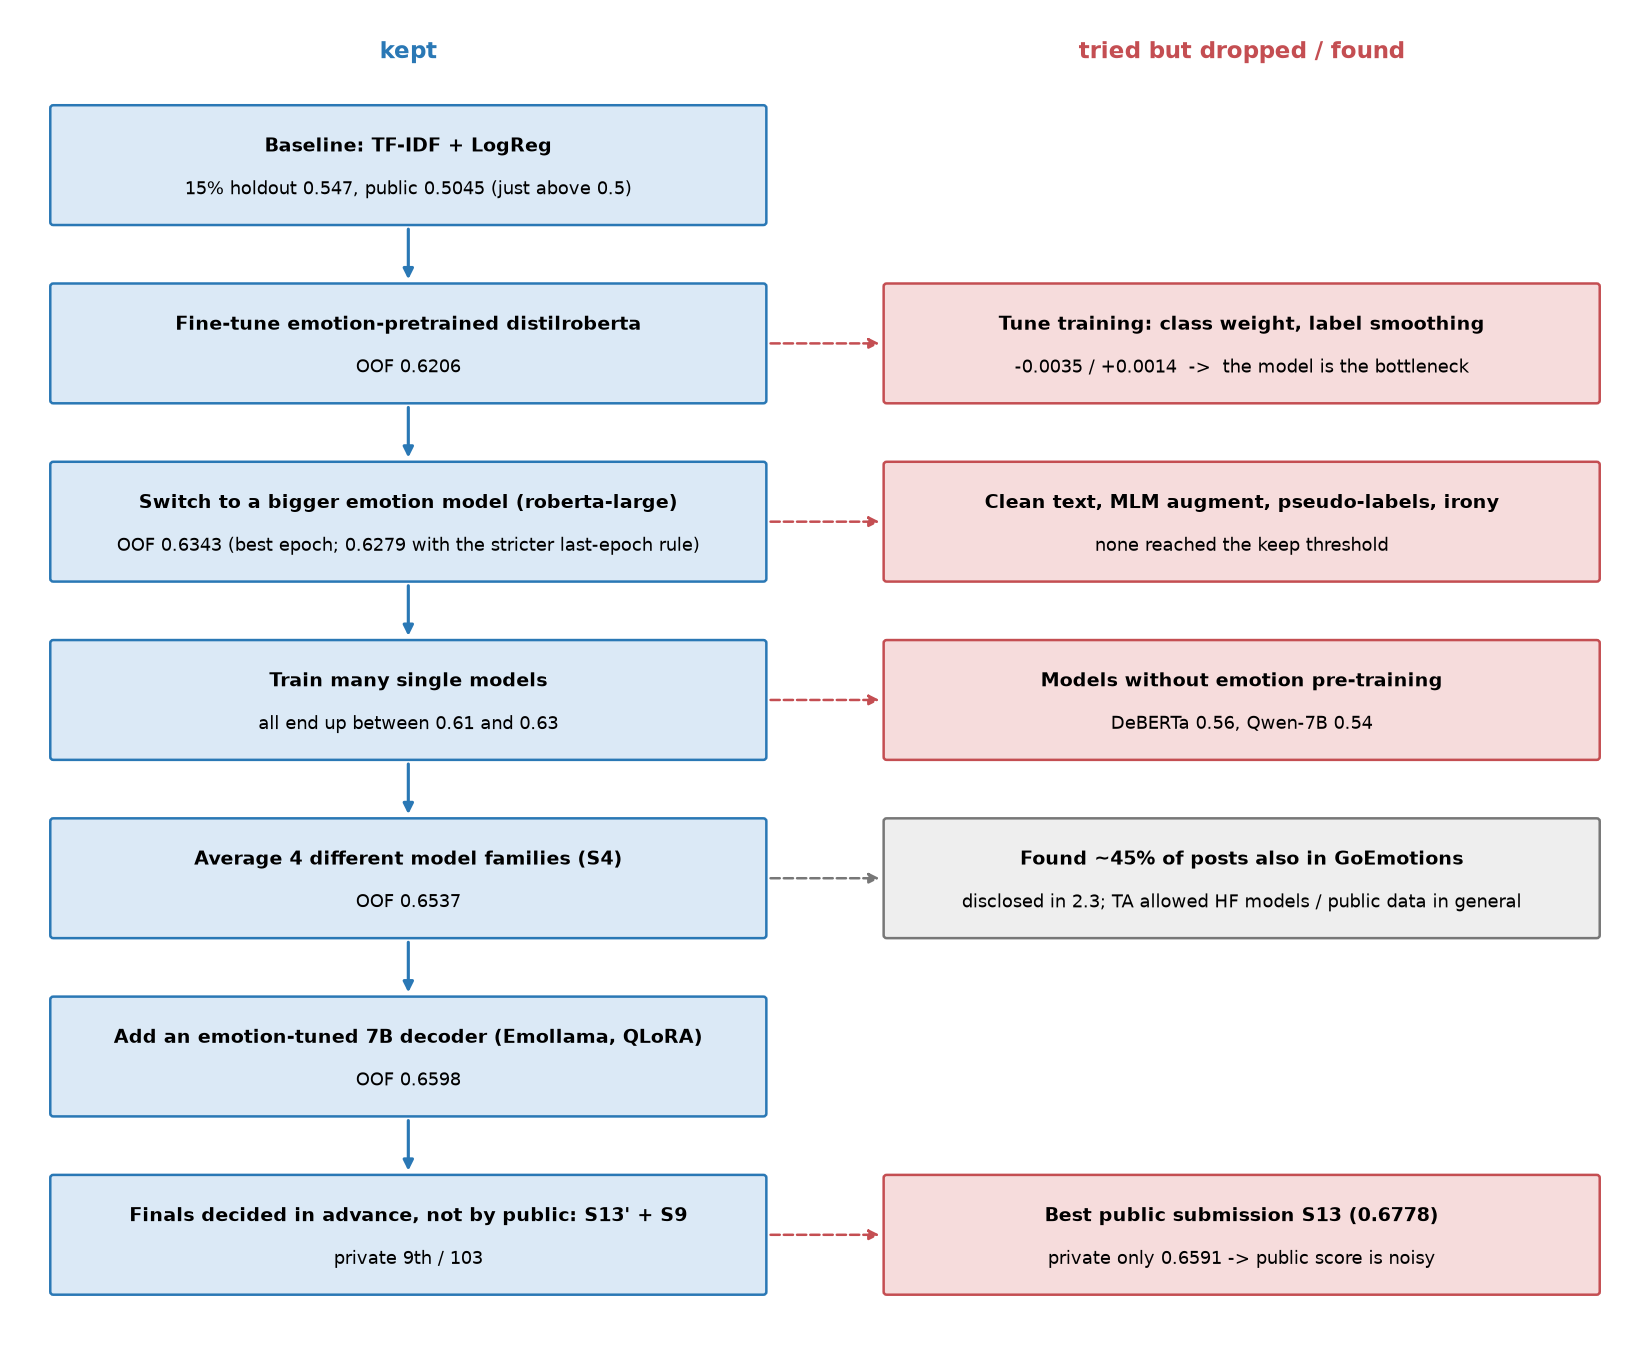 kept
tried but dropped / found
Baseline: TF-IDF + LogReg
15% holdout 0.547, public 0.5045 (just above 0.5)
Fine-tune emotion-pretrained distilroberta
OOF 0.6206
Tune training: class weight, label smoothing
-0.0035 / +0.0014  ->  the model is the bottleneck
Switch to a bigger emotion model (roberta-large)
OOF 0.6343 (best epoch; 0.6279 with the stricter last-epoch rule)
Clean text, MLM augment, pseudo-labels, irony
none reached the keep threshold
Train many single models
all end up between 0.61 and 0.63
Models without emotion pre-training
DeBERTa 0.56, Qwen-7B 0.54
Average 4 different model families (S4)
OOF 0.6537
Found ~45% of posts also in GoEmotions
disclosed in 2.3; TA allowed HF models / public data in general
Add an emotion-tuned 7B decoder (Emollama, QLoRA)
OOF 0.6598
Finals decided in advance, not by public: S13' + S9
private 9th / 103
Best public submission S13 (0.6778)
private only 0.6591 -> public score is noisy